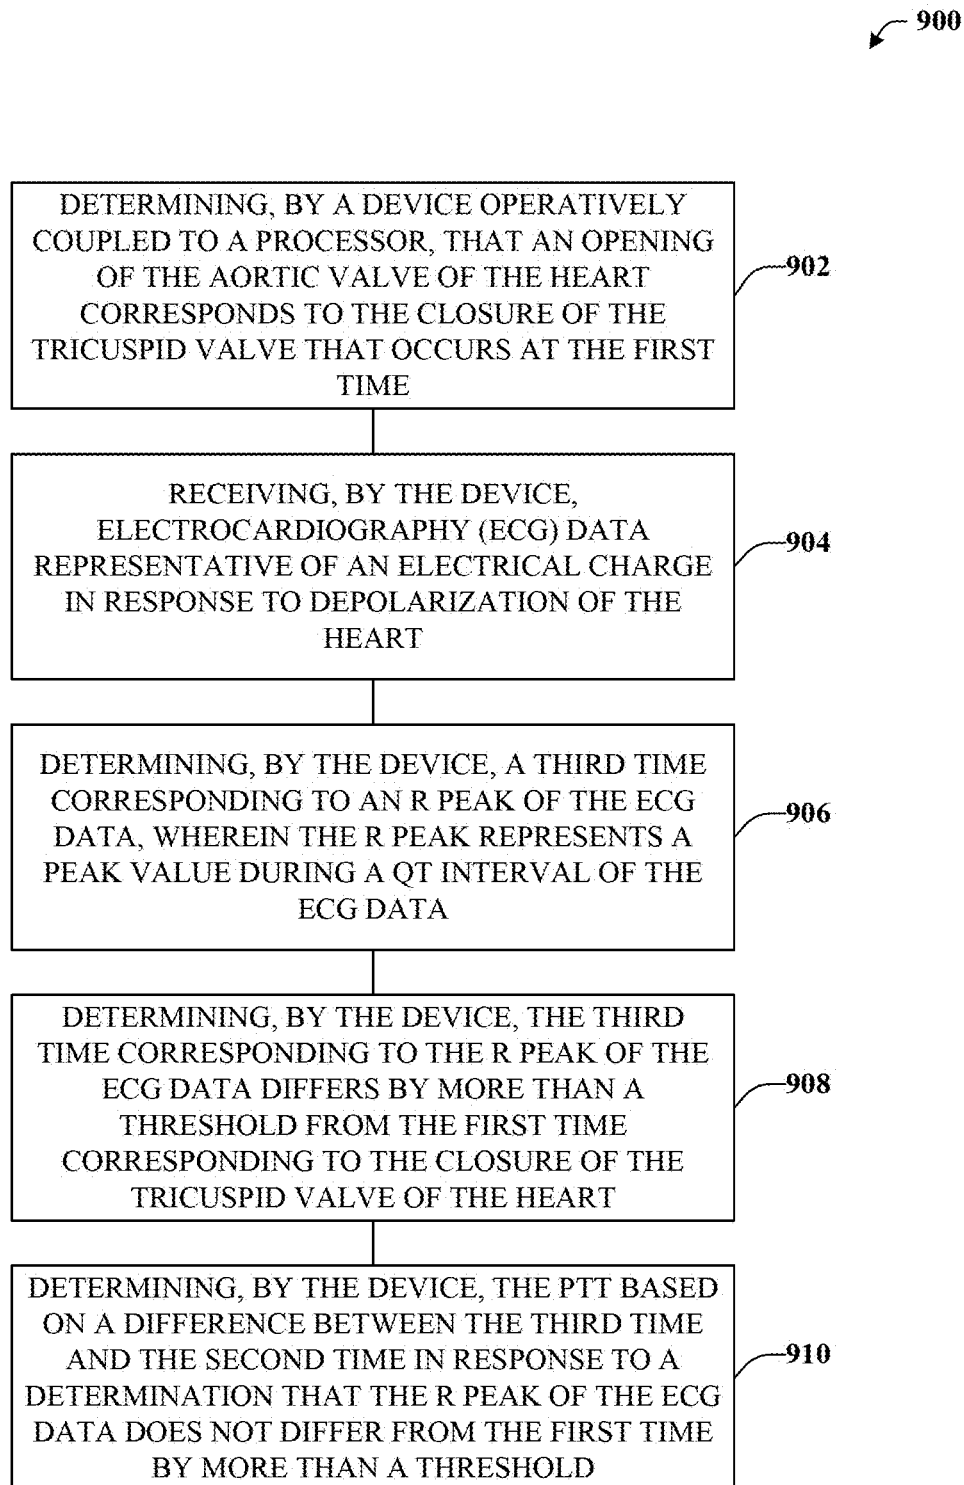 900
DETERMINING, BY A DEVICE OPERATIVELY
COUPLED TO A PROCESSOR, THAT AN OPENING
OF THE AORTIC VALVE OF THE HEART
CORRESPONDS TO THE CLOSURE OF THE
TRICUSPID VALVE THAT OCCURS AT THE FIRST
TIME
902
RECEIVING, BY THE DEVICE,
ELECTROCARDIOGRAPHY (ECG) DATA
REPRESENTATIVE OF AN ELECTRICAL CHARGE
IN RESPONSE TO DEPOLARIZATION OF THE
HEART
904
DETERMINING, BY THE DEVICE, A THIRD TIME
CORRESPONDING TO AN R PEAK OF THE ECG
DATA, WHEREIN THE R PEAK REPRESENTS A
PEAK VALUE DURING A QT INTERVAL OF THE
ECG DATA
906
DETERMINING, BY THE DEVICE, THE THIRD
TIME CORRESPONDING TO THE R PEAK OF THE
ECG DATA DIFFERS BY MORE THAN A
THRESHOLD FROM THE FIRST TIME
CORRESPONDING TO THE CLOSURE OF THE
TRICUSPID VALVE OF THE HEART
908
DETERMINING, BY THE DEVICE, THE PTT BASED
ON A DIFFERENCE BETWEEN THE THIRD TIME
AND THE SECOND TIME IN RESPONSE TO A
DETERMINATION THAT THE R PEAK OF THE ECG
DATA DOES NOT DIFFER FROM THE FIRST TIME
BY MORE THAN A THRESHOLD
910